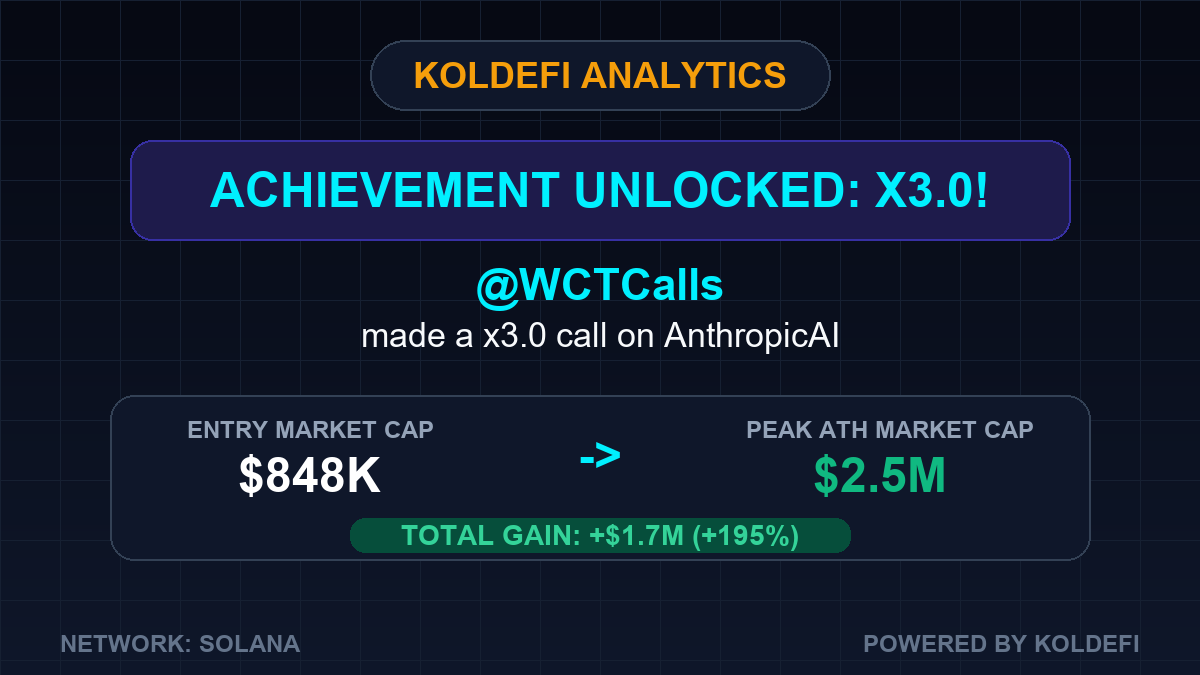 KOLDEFI ANALYTICS
ACHIEVEMENT UNLOCKED: X3.0!
@WCTCalls
made a x3.0 call on AnthropicAI
ENTRY MARKET CAP
$848K
->
PEAK ATH MARKET CAP
$2.5M
TOTAL GAIN: +$1.7M (+195%)
NETWORK: SOLANA
POWERED BY KOLDEFI